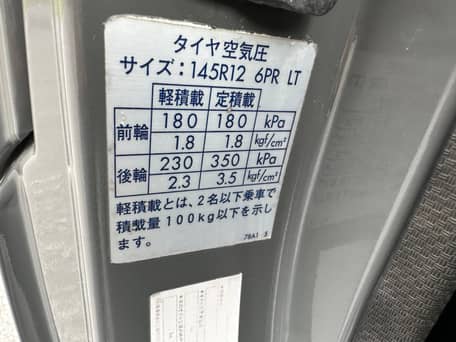 タイヤ空気圧
サイズ:145R12 6PR LT
軽積載 定積載
前輪 180 180 kPa
1.8 1.8 kgf/cm²
後輪 230 350 kPa
2.3 3.5 kgf/cm²
軽積載とは、2名以下乗車で
積載量100kg以下を示し
ます。
78A1 S